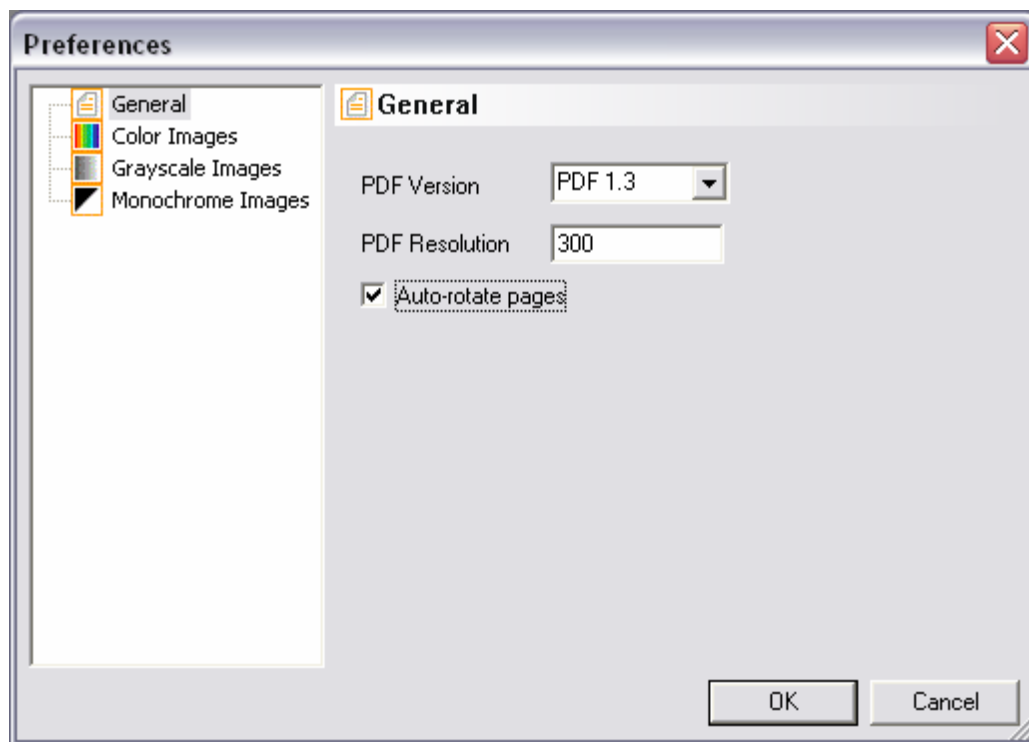 Preferences
General
Color Images
Grayscale Images
Monochrome Images
General
PDF Version
PDF 1.3
PDF Resolution
300
Auto-rotate pages
OK
Cancel